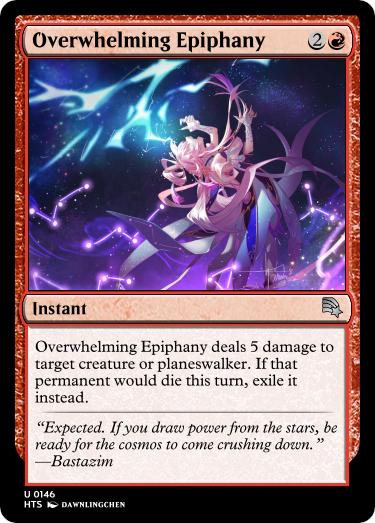 Overwhelming Epiphany 2
Instant
Overwhelming Epiphany deals 5 damage to
target creature or planeswalker. If that
permanent would die this turn, exile it
instead.
“Expected. If you draw power from the stars, be
ready for the cosmos to come crushing down.”
—Bastazim
U 0146
HTS DAWNLINGCHEN